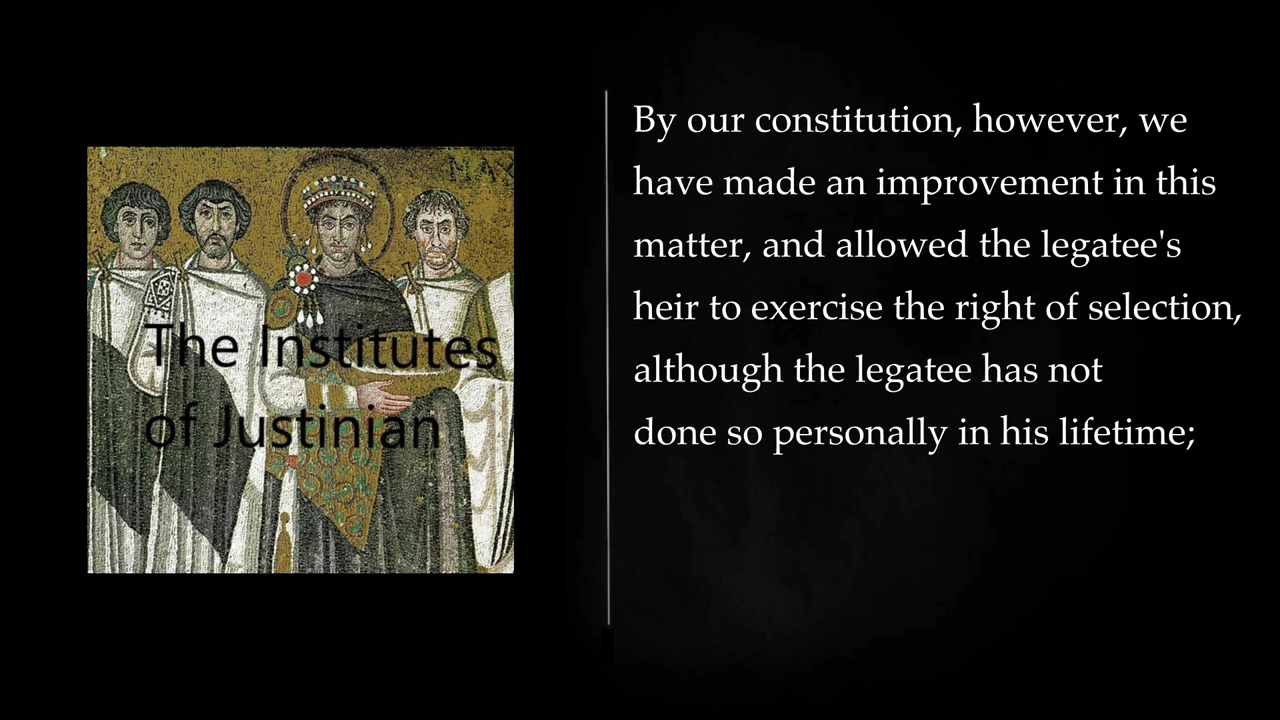 MAX
The Institutes
of Justinian
By our constitution, however, we
have made an improvement in this
matter, and allowed the legatee's
heir to exercise the right of selection,
although the legatee has not
done so personally in his lifetime;